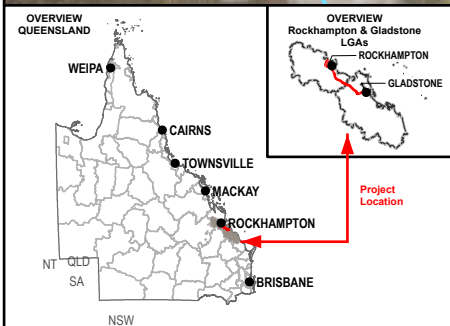 OVERVIEW
QUEENSLAND
WEIPA
CAIRNS
TOWNSVILLE
MACKAY
ROCKHAMPTON
BRISBANE
NT QLD
SA
NSW
OVERVIEW
Rockhampton & Gladstone
LGAs
ROCKHAMPTON
GLADSTONE
Project
Location